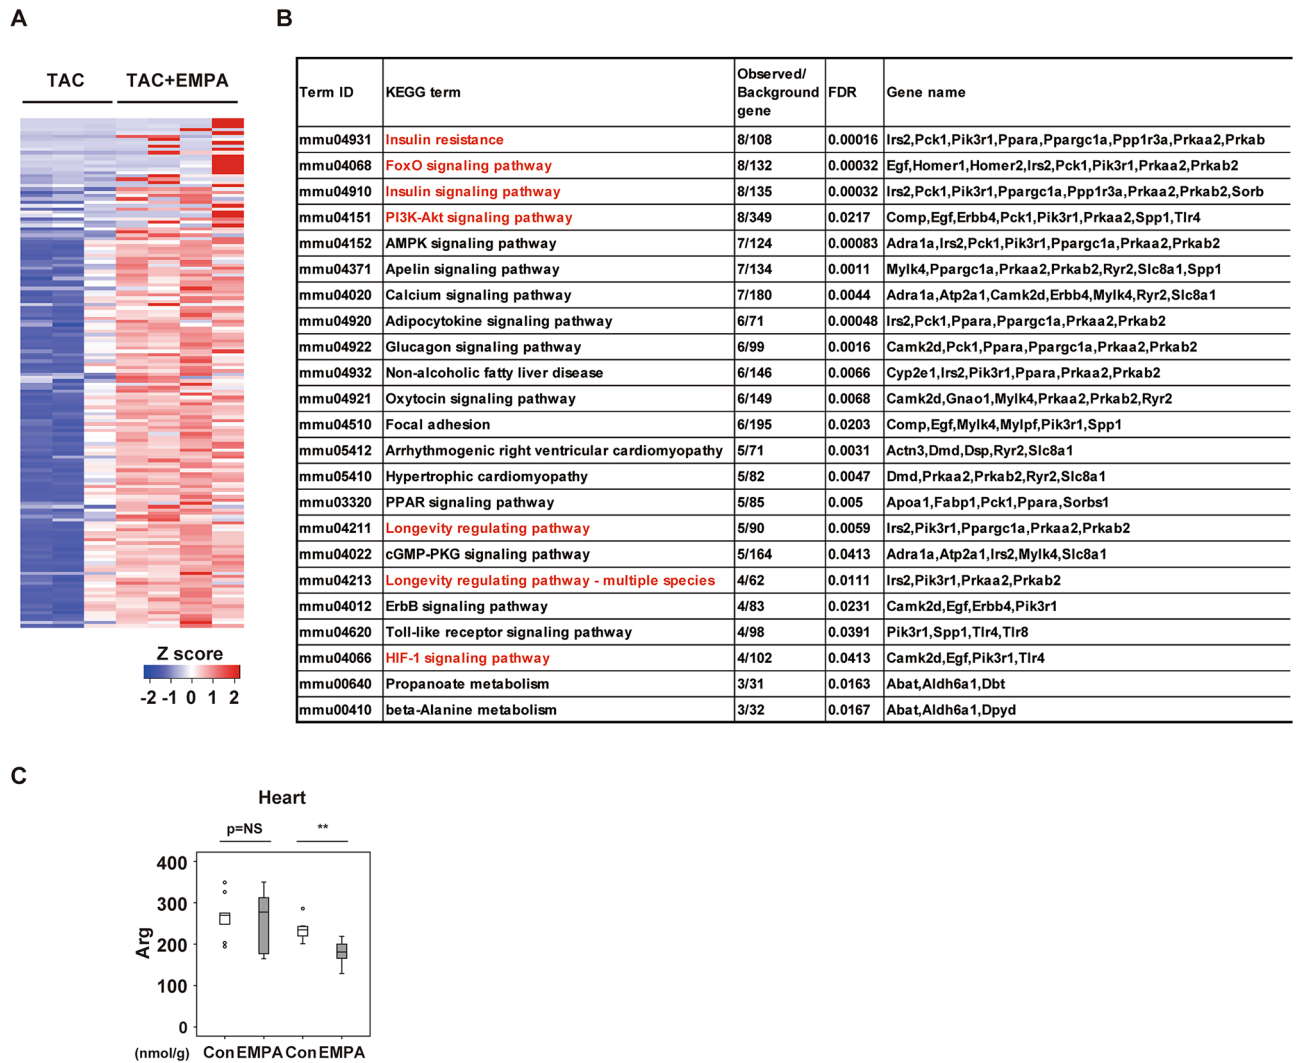 A
B
TAC TAC+EMPA
Z score
-2 -1 0 1 2
Term ID KEGG term Observed/ Background gene FDR Gene name
mmu04931 Insulin resistance 8/108 0.00016 Irs2,Pck1,Pik3r1,Ppara,Ppargc1a,Ppp1r3a,Prkaa2,Prkab
mmu04068 FoxO signaling pathway 8/132 0.00032 Egf,Homer1,Homer2,Irs2,Pck1,Pik3r1,Prkaa2,Prkab2
mmu04910 Insulin signaling pathway 8/135 0.00032 Irs2,Pck1,Pik3r1,Ppargc1a,Ppp1r3a,Prkaa2,Prkab2,Sorb
mmu04151 PI3K-Akt signaling pathway 8/349 0.0217 Comp,Egf,Erbb4,Pck1,Pik3r1,Prkaa2,Spp1,Tlr4
mmu04152 AMPK signaling pathway 7/124 0.00083 Adra1a,Irs2,Pck1,Pik3r1,Ppargc1a,Prkaa2,Prkab2
mmu04371 Apelin signaling pathway 7/134 0.0011 Mylk4,Ppargc1a,Prkaa2,Prkab2,Ryr2,Slc8a1,Spp1
mmu04020 Calcium signaling pathway 7/180 0.0044 Adra1a,Atp2a1,Camk2d,Erbb4,Mylk4,Ryr2,Slc8a1
mmu04920 Adipocytokine signaling pathway 6/71 0.00048 Irs2,Pck1,Ppara,Ppargc1a,Prkaa2,Prkab2
mmu04922 Glucagon signaling pathway 6/99 0.0016 Camk2d,Pck1,Ppara,Ppargc1a,Prkaa2,Prkab2
mmu04932 Non-alcoholic fatty liver disease 6/146 0.0066 Cyp2e1,Irs2,Pik3r1,Ppara,Prkaa2,Prkab2
mmu04921 Oxytocin signaling pathway 6/149 0.0068 Camk2d,Gnao1,Mylk4,Prkaa2,Prkab2,Ryr2
mmu04510 Focal adhesion 6/195 0.0203 Comp,Egf,Mylk4,Mylpf,Pik3r1,Spp1
mmu05412 Arrhythmogenic right ventricular cardiomyopathy 5/71 0.0031 Actn3,Dmd,Dsp,Ryr2,Slc8a1
mmu05410 Hypertrophic cardiomyopathy 5/82 0.0047 Dmd,Prkaa2,Prkab2,Ryr2,Slc8a1
mmu03320 PPAR signaling pathway 5/85 0.005 Apoa1,Fabp1,Pck1,Ppara,Sorbs1
mmu04211 Longevity regulating pathway 5/90 0.0059 Irs2,Pik3r1,Ppargc1a,Prkaa2,Prkab2
mmu04022 cGMP-PKG signaling pathway 5/164 0.0413 Adra1a,Atp2a1,Irs2,Mylk4,Slc8a1
mmu04213 Longevity regulating pathway - multiple species 4/62 0.0111 Irs2,Pik3r1,Prkaa2,Prkab2
mmu04012 ErbB signaling pathway 4/83 0.0231 Camk2d,Egf,Erbb4,Pik3r1
mmu04620 Toll-like receptor signaling pathway 4/98 0.0391 Pik3r1,Spp1,Tlr4,Tlr8
mmu04066 HIF-1 signaling pathway 4/102 0.0413 Camk2d,Egf,Pik3r1,Tlr4
mmu00640 Propanoate metabolism 3/31 0.0163 Abat,Aldh6a1,Dbt
mmu00410 beta-Alanine metabolism 3/32 0.0167 Abat,Aldh6a1,Dpyd
C
Heart
p=NS **
400
300
200
100
0
Arg
(nmol/g) Con EMPA Con EMPA